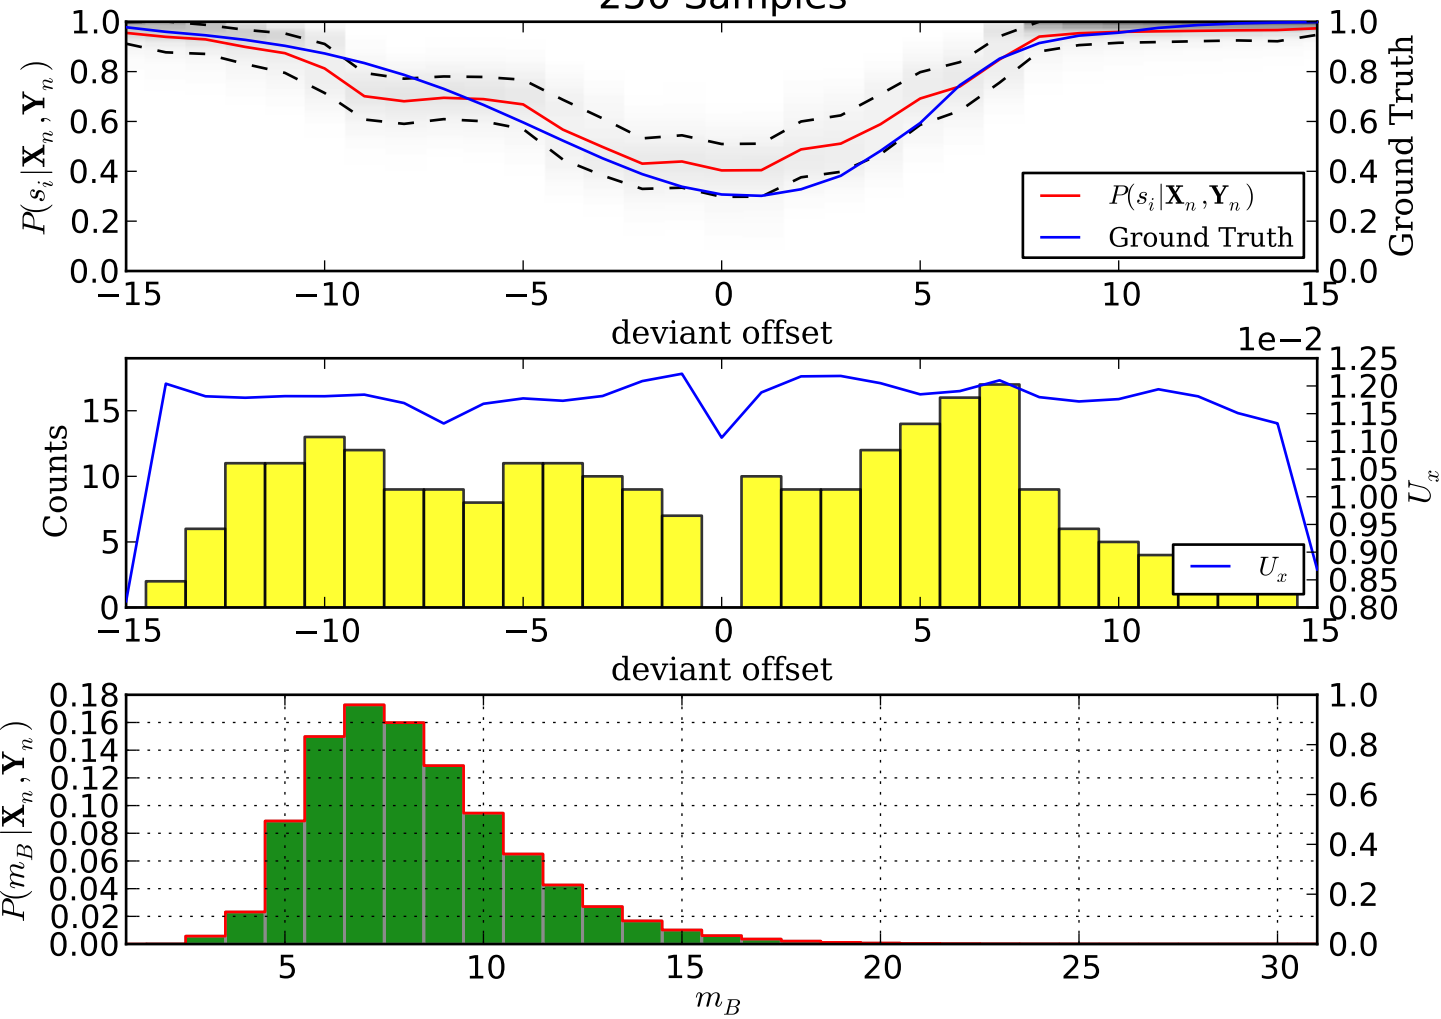 250 Samples
1.0 0.8 0.6 0.4 0.2 0.0
P(s_i|X_n, Y_n)
1.0 0.8 0.6 0.4 0.2 0.0
Ground Truth
P(s_i|X_n, Y_n)
Ground Truth
−15 −10 −5 0 5 10 15
deviant offset
1e−2
15 10 5 0
Counts
1.25 1.20 1.15 1.10 1.05 1.00 0.95 0.90 0.85 0.80
U_x
U_x
−15 −10 −5 0 5 10 15
deviant offset
0.18 0.16 0.14 0.12 0.10 0.08 0.06 0.04 0.02 0.00
P(m_B|X_n, Y_n)
1.0 0.8 0.6 0.4 0.2 0.0
5 10 15 20 25 30
m_B